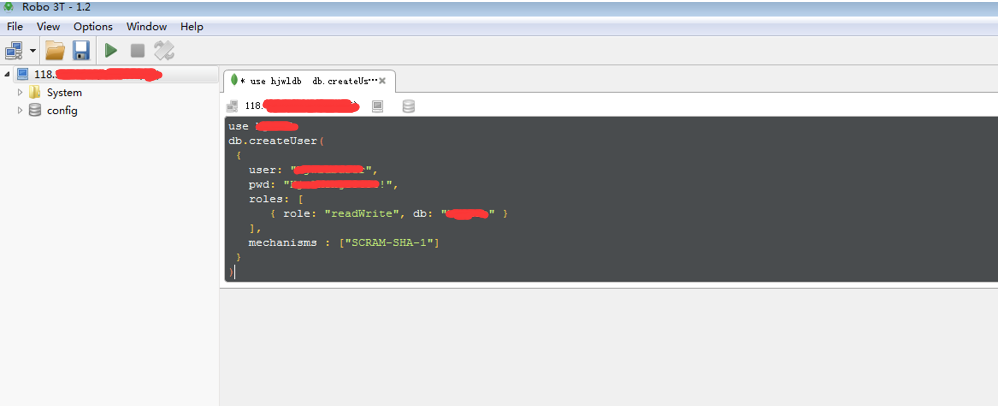 Robo 3T - 1.2
File View Options Window Help
118.
System
config
* use hjwldb db.createUs...
118.
use
db.createUser(
{
user: "",
pwd: "!",
roles: [
{ role: "readWrite", db: "" }
],
mechanisms : ["SCRAM-SHA-1"]
}
)